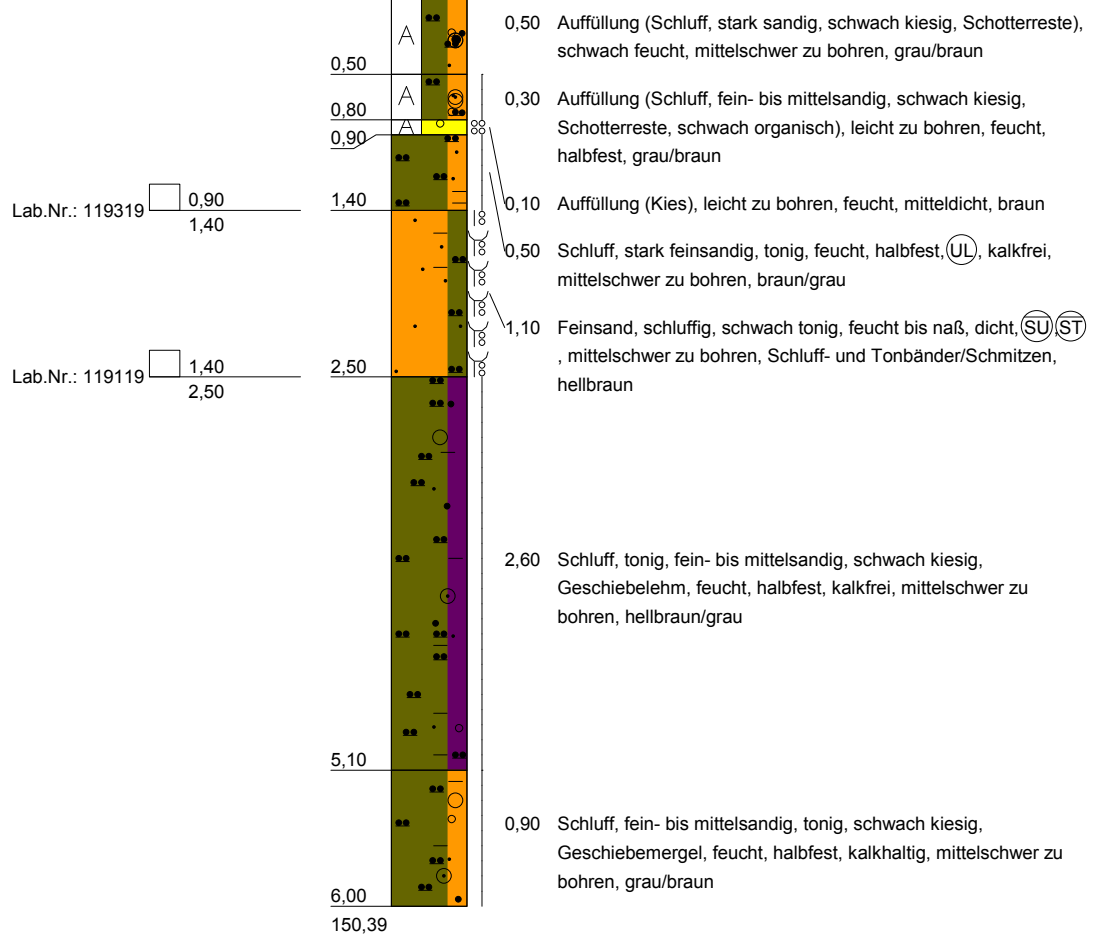 0,50 Auffüllung (Schluff, stark sandig, schwach kiesig, Schotterreste),
schwach feucht, mittelschwer zu bohren, grau/braun
A
0,50
0,30 Auffüllung (Schluff, fein- bis mittelsandig, schwach kiesig,
Schotterreste, schwach organisch), leicht zu bohren, feucht,
halbfest, grau/braun
A
0,80
A
0,90
0,10 Auffüllung (Kies), leicht zu bohren, feucht, mitteldicht, braun
Lab.Nr.: 119319 0,90
1,40
1,40
0,50 Schluff, stark feinsandig, tonig, feucht, halbfest, UL, kalkfrei,
mittelschwer zu bohren, braun/grau
1,10 Feinsand, schluffig, schwach tonig, feucht bis naß, dicht, S̅U̅ S̅T̅
, mittelschwer zu bohren, Schluff- und Tonbänder/Schmitzen,
hellbraun
Lab.Nr.: 119119 1,40
2,50
2,50
2,60 Schluff, tonig, fein- bis mittelsandig, schwach kiesig,
Geschiebelehm, feucht, halbfest, kalkfrei, mittelschwer zu
bohren, hellbraun/grau
5,10
0,90 Schluff, fein- bis mittelsandig, tonig, schwach kiesig,
Geschiebemergel, feucht, halbfest, kalkhaltig, mittelschwer zu
bohren, grau/braun
6,00
150,39